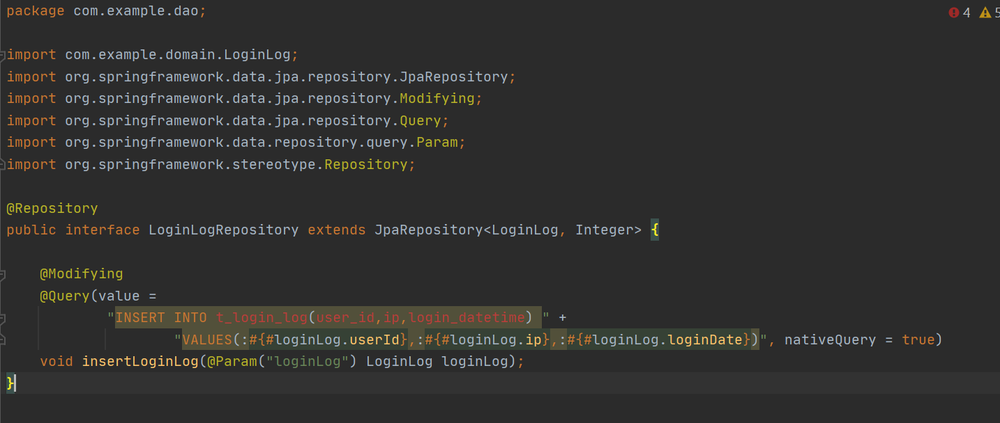 package com.example.dao;
4 5
import com.example.domain.LoginLog;
import org.springframework.data.jpa.repository.JpaRepository;
import org.springframework.data.jpa.repository.Modifying;
import org.springframework.data.jpa.repository.Query;
import org.springframework.data.repository.query.Param;
import org.springframework.stereotype.Repository;
@Repository
public interface LoginLogRepository extends JpaRepository<LoginLog, Integer> {
@Modifying
@Query(value =
"INSERT INTO t_login_log(user_id,ip,login_datetime) " +
"VALUES(:#{#loginLog.userId},:#{#loginLog.ip},:#{#loginLog.loginDate})", nativeQuery = true)
void insertLoginLog(@Param("loginLog") LoginLog loginLog);
}